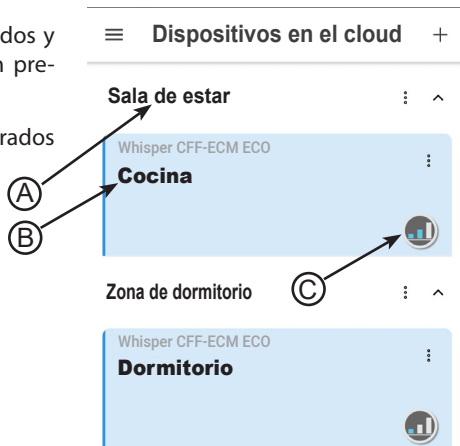 dos y
pre-
rados
Dispositivos en el cloud
Sala de estar
Whisper CFF-ECM ECO
Cocina
A
B
C
Zona de dormitorio
Whisper CFF-ECM ECO
Dormitorio